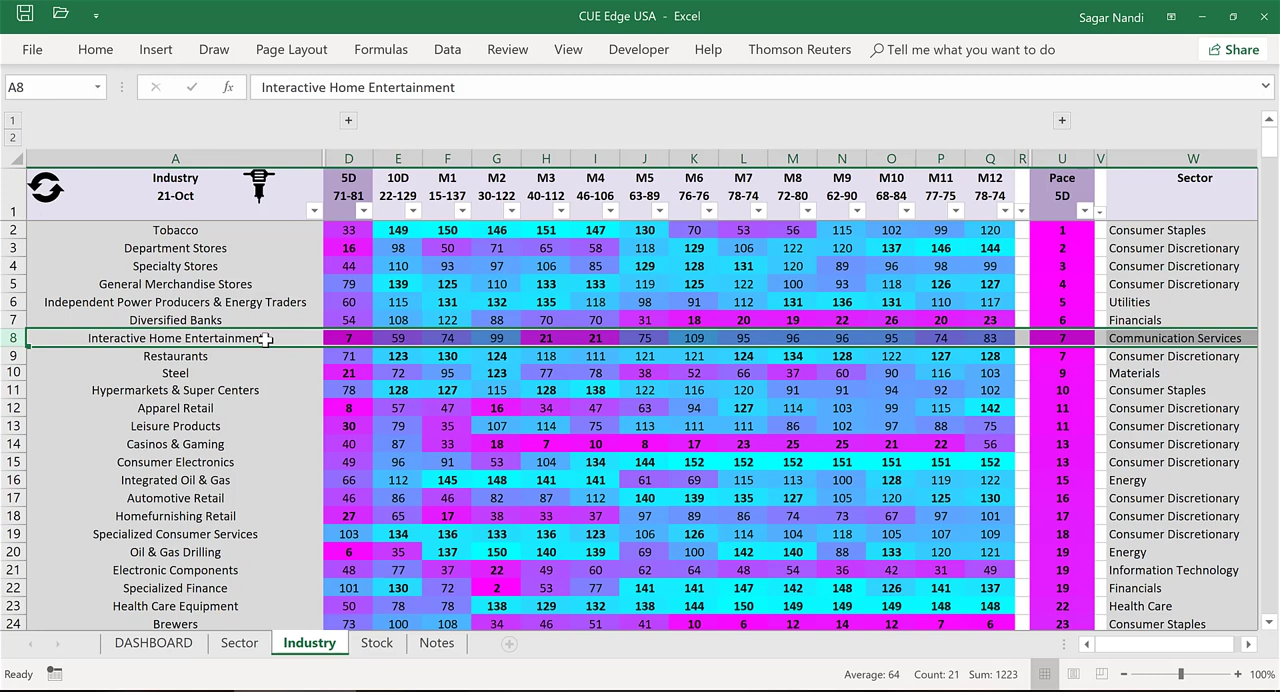 CUE Edge USA - Excel
Sagar Nandi
File Home Insert Draw Page Layout Formulas Data Review View Developer Help Thomson Reuters Tell me what you want to do Share
A8 fx Interactive Home Entertainment
1
2
A D E F G H I J K L M N O P Q R U V W
Industry 5D 10D M1 M2 M3 M4 M5 M6 M7 M8 M9 M10 M11 M12 Pace Sector
1 21-Oct 71-81 22-129 15-137 30-122 40-112 46-106 63-89 76-76 78-74 72-80 62-90 68-84 77-75 78-74 5D
2 Tobacco 33 149 150 146 151 147 130 70 53 56 115 102 99 120 1 Consumer Staples
3 Department Stores 16 98 50 71 65 58 118 129 106 122 120 137 146 144 2 Consumer Discretionary
4 Specialty Stores 44 110 93 97 106 85 129 128 131 120 89 96 98 99 3 Consumer Discretionary
5 General Merchandise Stores 79 139 125 110 133 133 119 125 122 100 93 118 126 127 4 Consumer Discretionary
6 Independent Power Producers & Energy Traders 60 115 131 132 135 118 98 91 112 131 136 131 110 117 5 Utilities
7 Diversified Banks 54 108 122 88 70 70 31 18 20 19 22 26 20 23 6 Financials
8 Interactive Home Entertainment 7 59 74 99 21 21 75 109 95 96 96 95 74 83 7 Communication Services
9 Restaurants 71 123 130 124 118 111 121 121 124 134 128 122 127 128 7 Consumer Discretionary
10 Steel 21 72 95 123 77 78 38 52 66 37 60 90 116 103 9 Materials
11 Hypermarkets & Super Centers 78 128 127 115 128 138 122 116 120 91 91 94 92 102 10 Consumer Staples
12 Apparel Retail 8 57 47 16 34 47 63 94 127 114 103 99 115 142 11 Consumer Discretionary
13 Leisure Products 30 79 35 107 114 75 113 111 111 86 102 97 88 75 11 Consumer Discretionary
14 Casinos & Gaming 40 87 33 18 7 10 8 17 23 25 25 21 22 56 13 Consumer Discretionary
15 Consumer Electronics 49 96 91 53 104 134 144 152 152 152 151 151 151 152 13 Consumer Discretionary
16 Integrated Oil & Gas 66 112 145 148 141 141 61 69 115 113 100 128 119 122 15 Energy
17 Automotive Retail 46 86 46 82 87 112 140 139 135 127 105 120 125 130 16 Consumer Discretionary
18 Homefurnishing Retail 27 65 17 38 33 37 97 89 86 74 73 67 97 101 17 Consumer Discretionary
19 Specialized Consumer Services 103 134 136 133 136 123 106 126 114 104 118 105 107 109 18 Consumer Discretionary
20 Oil & Gas Drilling 6 35 137 150 140 139 69 100 142 140 88 133 120 121 19 Energy
21 Electronic Components 48 77 37 22 49 60 62 64 48 54 36 42 31 49 19 Information Technology
22 Specialized Finance 101 130 72 2 53 77 141 141 147 142 148 126 141 137 19 Financials
23 Health Care Equipment 50 78 78 138 129 132 138 144 150 149 149 149 148 148 22 Health Care
24 Brewers 73 100 108 34 46 51 41 10 6 12 14 12 7 6 23 Consumer Staples
DASHBOARD Sector Industry Stock Notes
Ready Average: 64 Count: 21 Sum: 1223 100%